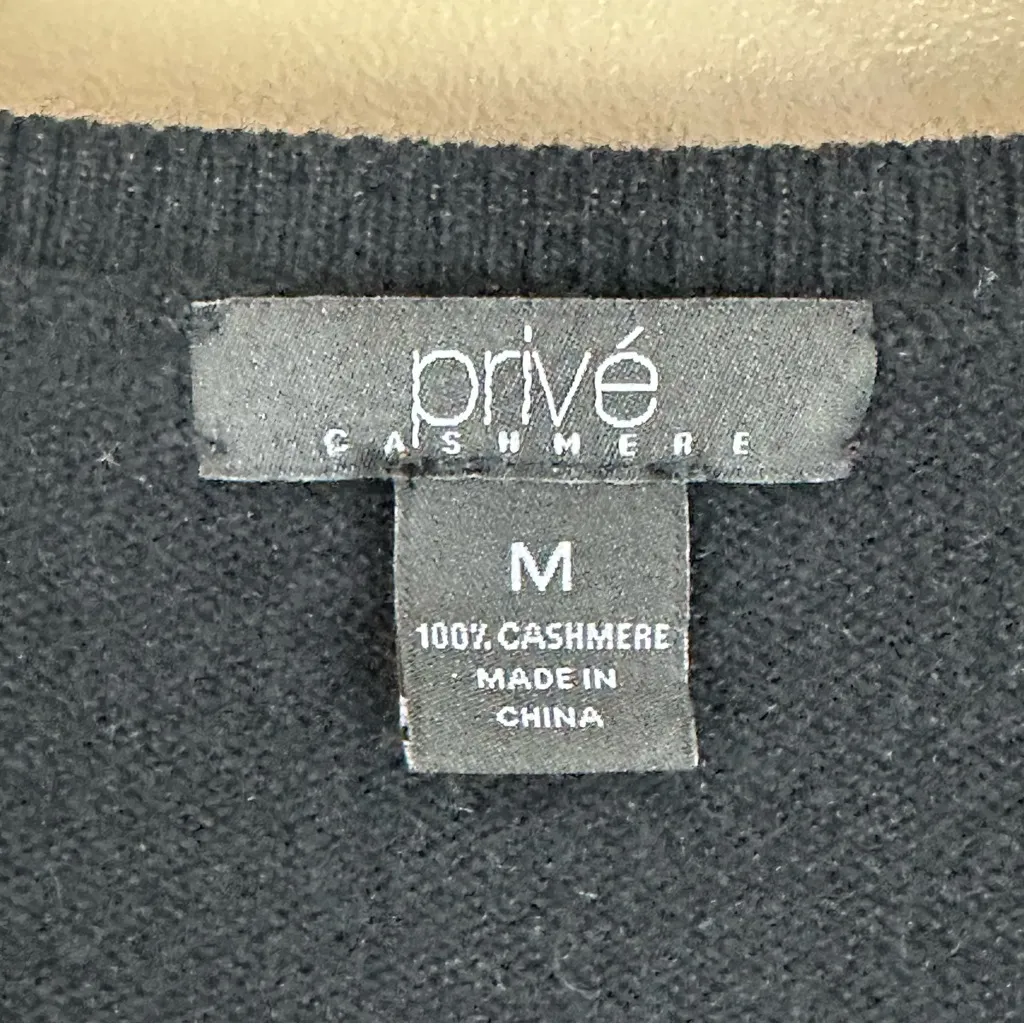 privé
CASHMERE
M
100% CASHMERE
MADE IN
CHINA